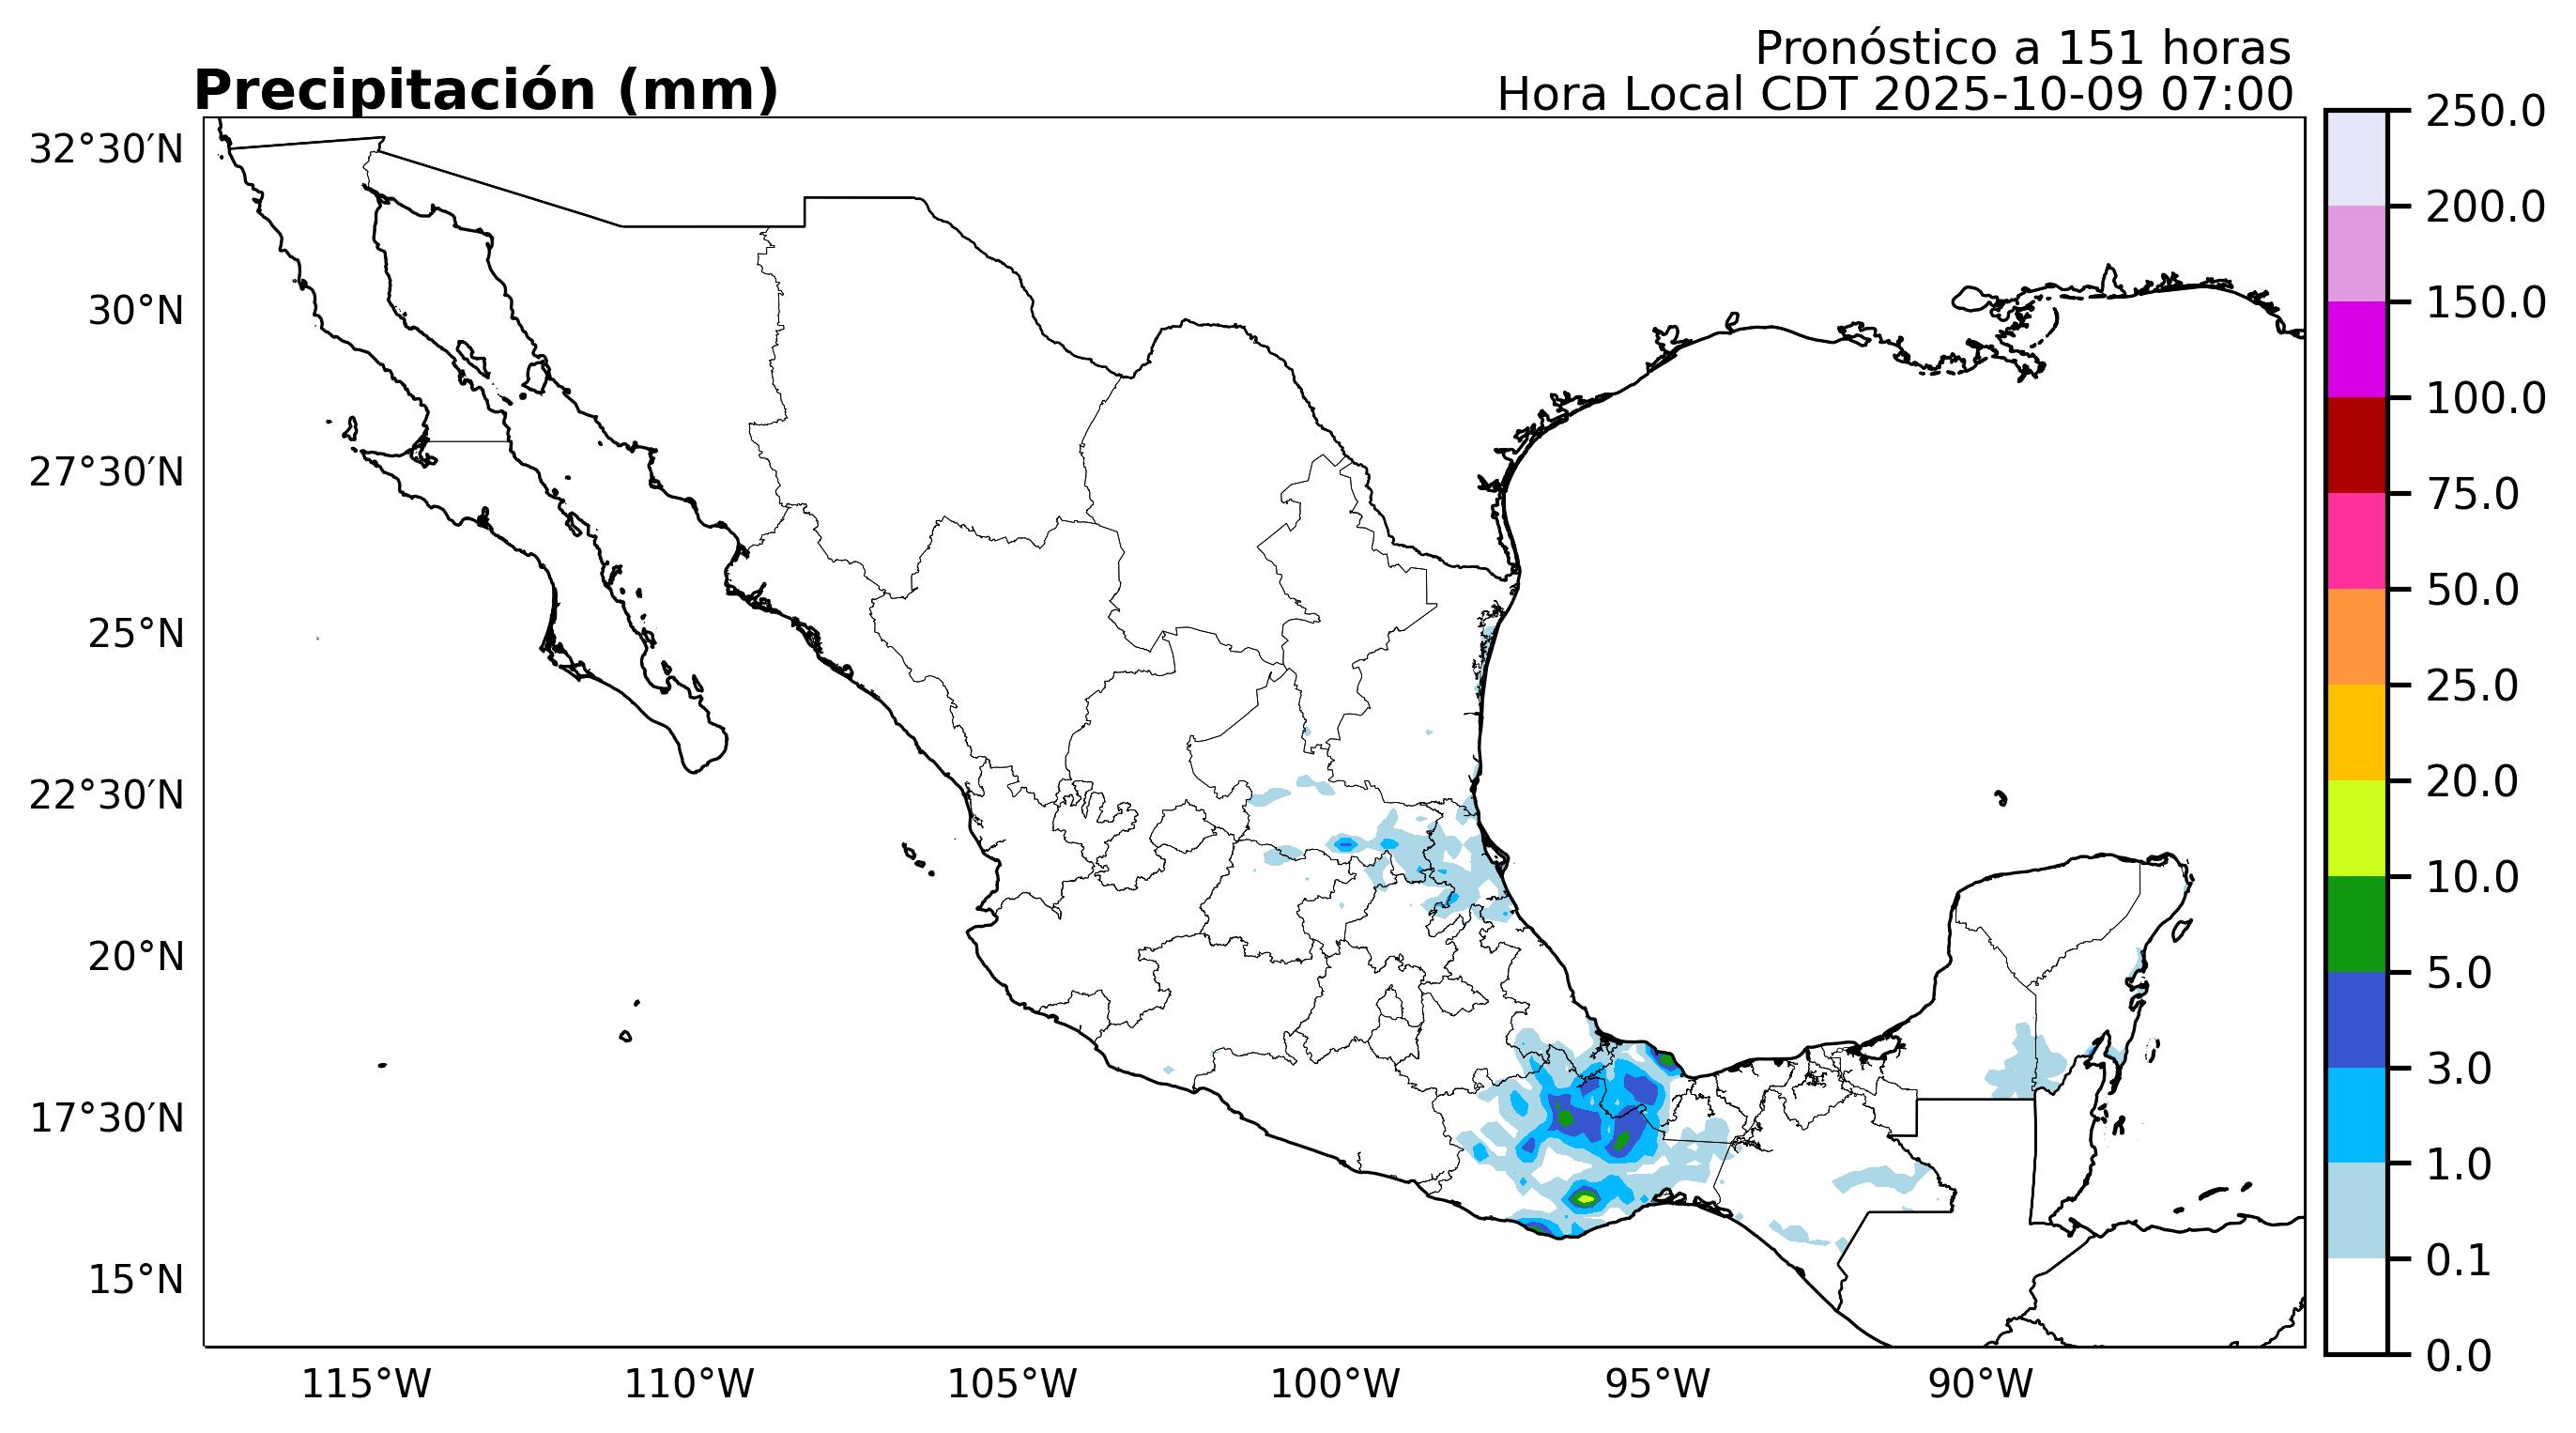 Pronóstico a 151 horas
Precipitación (mm)
Hora Local CDT 2025-10-09 07:00
32°30′N
30°N
27°30′N
25°N
22°30′N
20°N
17°30′N
15°N
115°W
110°W
105°W
100°W
95°W
90°W
250.0
200.0
150.0
100.0
75.0
50.0
25.0
20.0
10.0
5.0
3.0
1.0
0.1
0.0